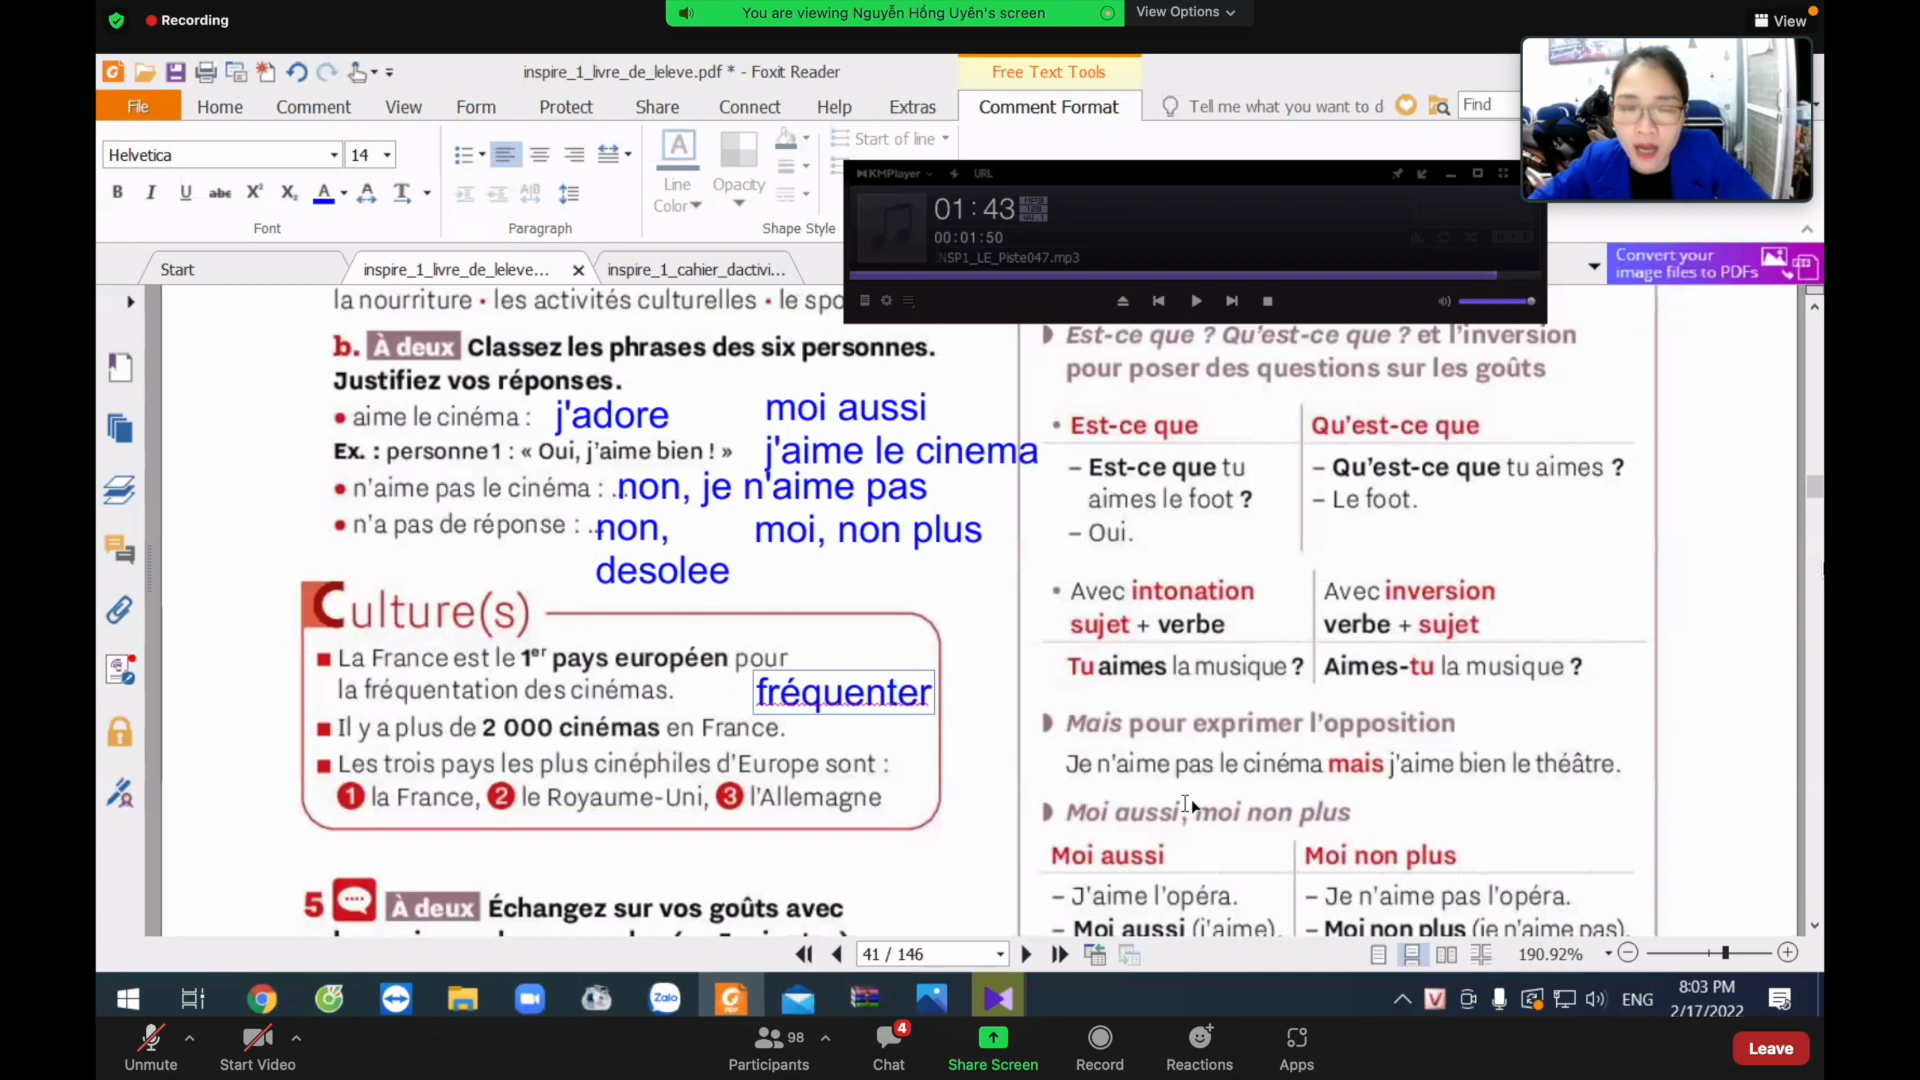 Recording
You are viewing Nguyễn Hồng Uyên's screen
View Options
View
inspire_1_livre_de_leleve.pdf * - Foxit Reader
Free Text Tools
File
Home
Comment
View
Form
Protect
Share
Connect
Help
Extras
Comment Format
Tell me what you want to d
Find
Helvetica
14
Start of line
Line Color
Opacity
Font
Paragraph
Shape Style
KMPlayer
URL
01:43
00:01:50
NSP1_LE_Piste047.mp3
Start
inspire_1_livre_de_leleve...
inspire_1_cahier_dactivi...
Convert your
image files to PDFs
la nourriture • les activités culturelles • le spo
b. À deux Classez les phrases des six personnes.
Justifiez vos réponses.
• aime le cinéma : j'adore
moi aussi
Ex. : personne 1 : « Oui, j'aime bien ! »
j'aime le cinema
• n'aime pas le cinéma : ...non, je n'aime pas
• n'a pas de réponse : ...non,
desolee
moi, non plus
Culture(s)
La France est le 1er pays européen pour
la fréquentation des cinémas.
fréquenter
Il y a plus de 2 000 cinémas en France.
Les trois pays les plus cinéphiles d'Europe sont :
1 la France, 2 le Royaume-Uni, 3 l'Allemagne
5 À deux Échangez sur vos goûts avec
Est-ce que ? Qu'est-ce que ? et l'inversion
pour poser des questions sur les goûts
• Est-ce que
Qu'est-ce que
– Est-ce que tu
aimes le foot ?
– Oui.
– Qu'est-ce que tu aimes ?
– Le foot.
• Avec intonation
sujet + verbe
Avec inversion
verbe + sujet
Tu aimes la musique ?
Aimes-tu la musique ?
Mais pour exprimer l'opposition
Je n'aime pas le cinéma mais j'aime bien le théâtre.
Moi aussi, moi non plus
Moi aussi
Moi non plus
– J'aime l'opéra.
– Je n'aime pas l'opéra.
– Moi aussi (j'aime).
– Moi non plus (je n'aime pas).
41 / 146
190.92%
Zalo
ENG
8:03 PM
2/17/2022
Unmute
Start Video
98
Participants
4
Chat
Share Screen
Record
Reactions
Apps
Leave